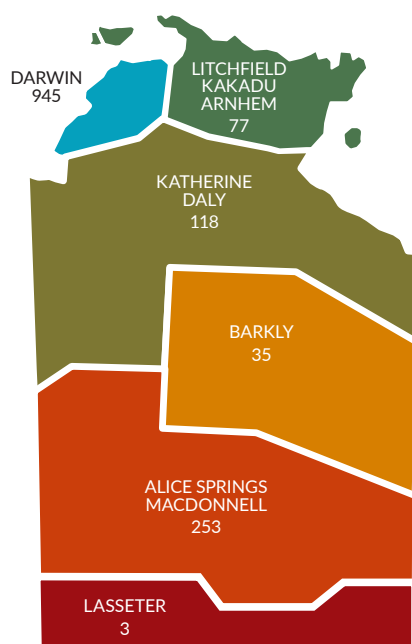 DARWIN
945
LITCHFIELD
KAKADU
ARNHEM
77
KATHERINE
DALY
118
BARKLY
35
ALICE SPRINGS
MACDONNELL
253
LASSETER
3